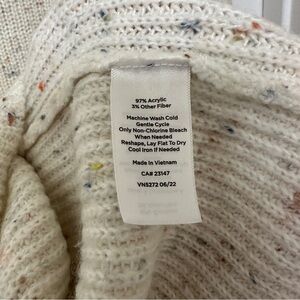 97% Acrylic
3% Other Fiber
Machine Wash Cold
Gentle Cycle
Only Non-Chlorine Bleach
When Needed
Reshape, Lay Flat To Dry
Cool Iron If Needed
Made in Vietnam
CA# 23147
VN5272 06/22